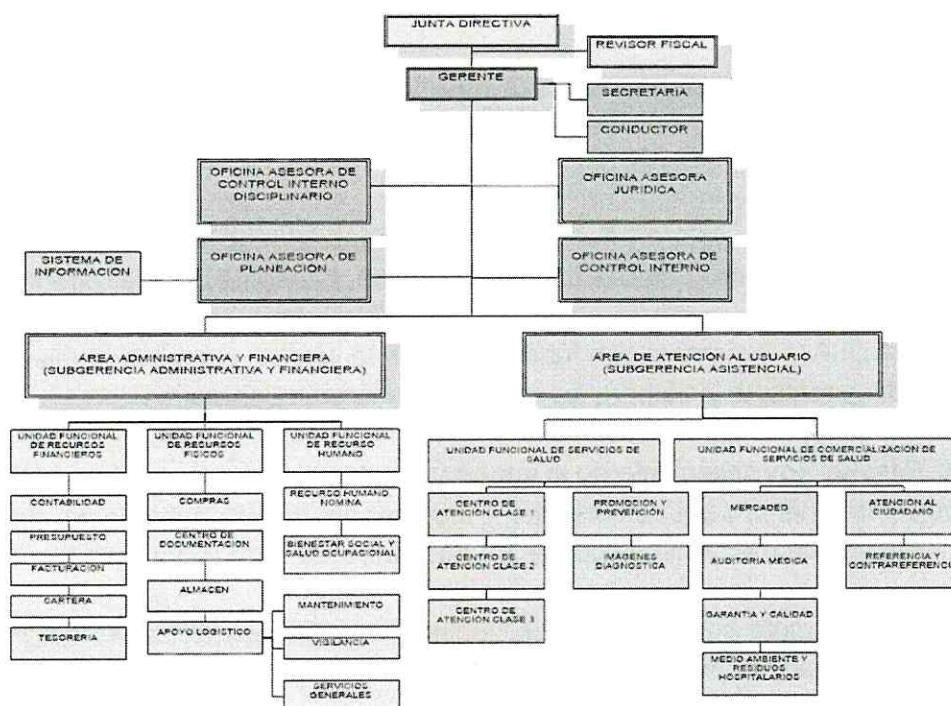 JUNTA DIRECTIVA
REVISOR FISCAL
GERENTE
SECRETARIA
CONDUCTOR
OFICINA ASESORA DE
CONTROL INTERNO
DISCIPLINARIO
OFICINA ASESORA
JURIDICA
SISTEMA DE
INFORMACION
OFICINA ASESORA DE
PLANEACIÓN
OFICINA ASESORA DE
CONTROL INTERNO
ÁREA ADMINISTRATIVA Y FINANCIERA
(SUBGERENCIA ADMINISTRATIVA Y FINANCIERA)
ÁREA DE ATENCIÓN AL USUARIO
(SUBGERENCIA ASISTENCIAL)
UNIDAD FUNCIONAL
DE RECURSOS
FINANCIEROS
CONTABILIDAD
PRESUPUESTO
FACTURACION
CARTERA
TESORERIA
UNIDAD FUNCIONAL
DE RECURSOS
FISICOS
COMPRAS
CENTRO DE
DOCUMENTACION
ALMACEN
APOYO LOGISTICO
UNIDAD FUNCIONAL
DE RECURSO
HUMANO
RECURSO HUMANO
NOMINA
BIENESTAR SOCIAL Y
SALUD OCUPACIONAL
MANTENIMIENTO
VIGILANCIA
SERVICIOS
GENERALES
UNIDAD FUNCIONAL DE SERVICIOS DE
SALUD
CENTRO DE
ATENCION CLASE 1
CENTRO DE
ATENCION CLASE 2
CENTRO DE
ATENCION CLASE 3
PROMOCION Y
PREVENCIÓN
IMÁGENES
DIAGNOSTICA
UNIDAD FUNCIONAL DE COMERCIALIZACION DE
SERVICIOS DE SALUD
MERCADEO
AUDITORIA MEDICA
GARANTIA Y CALIDAD
MEDIO AMBIENTE Y
RESIDUOS
HOSPITALARIOS
ATENCION AL
CIUDADANO
REFERENCIA Y
CONTRAREFERENCIA